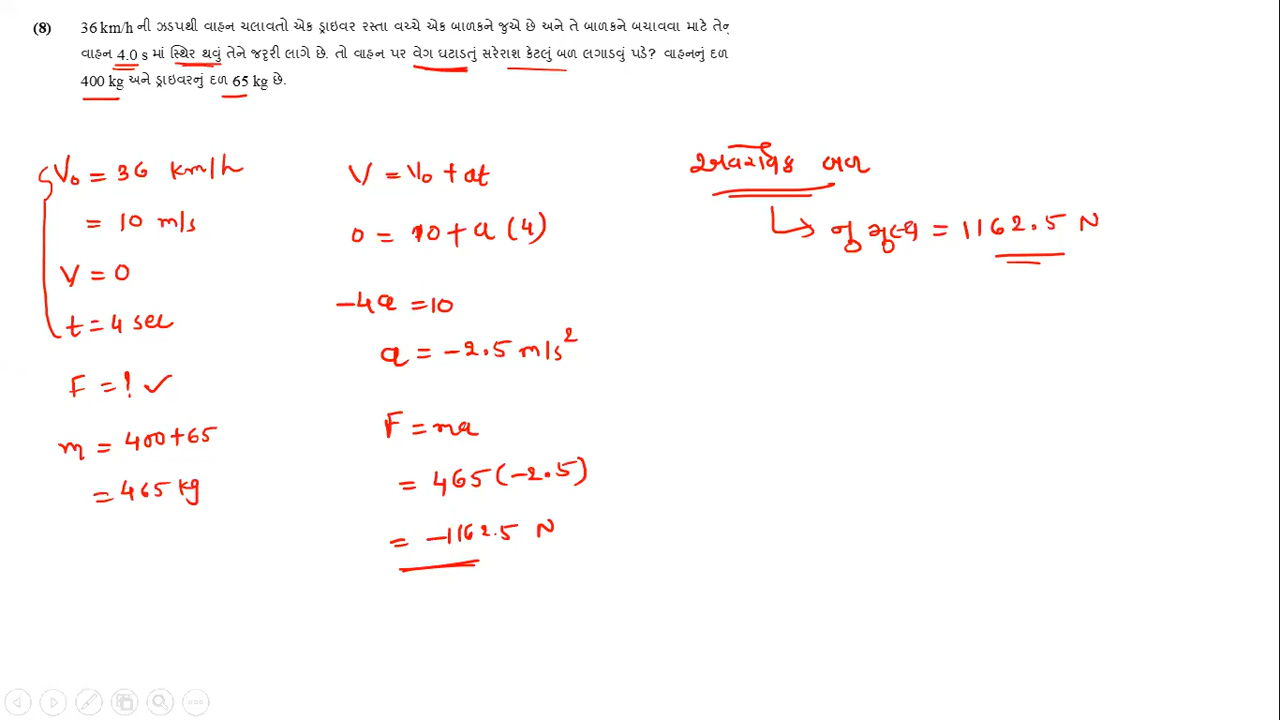 (8) 36 km/h ની ઝડપથી વાહન ચલાવતો એક ડ્રાઇવર રસ્તા વચ્ચે એક બાળકને જુએ છે અને તે બાળકને બચાવવા માટે તેનું
વાહન 4.0 s માં સ્થિર થવું તેને જરૂરી લાગે છે. તો વાહન પર વેગ ઘટાડતું સરેરાશ કેટલું બળ લગાડવું પડે? વાહનનું દળ
400 kg અને ડ્રાઇવરનું દળ 65 kg છે.
V₀ = 36 km/h
= 10 m/s
V = 0
t = 4 sec
F = ! ✓
m = 400+65
= 465 kg
V = V₀ + at
0 = 10 + a (4)
-4a = 10
a = -2.5 m/s²
F = ma
= 465 (-2.5)
= -1162.5 N
અવરોધક બળ
↳ નુ મુલ્ય = 1162.5 N